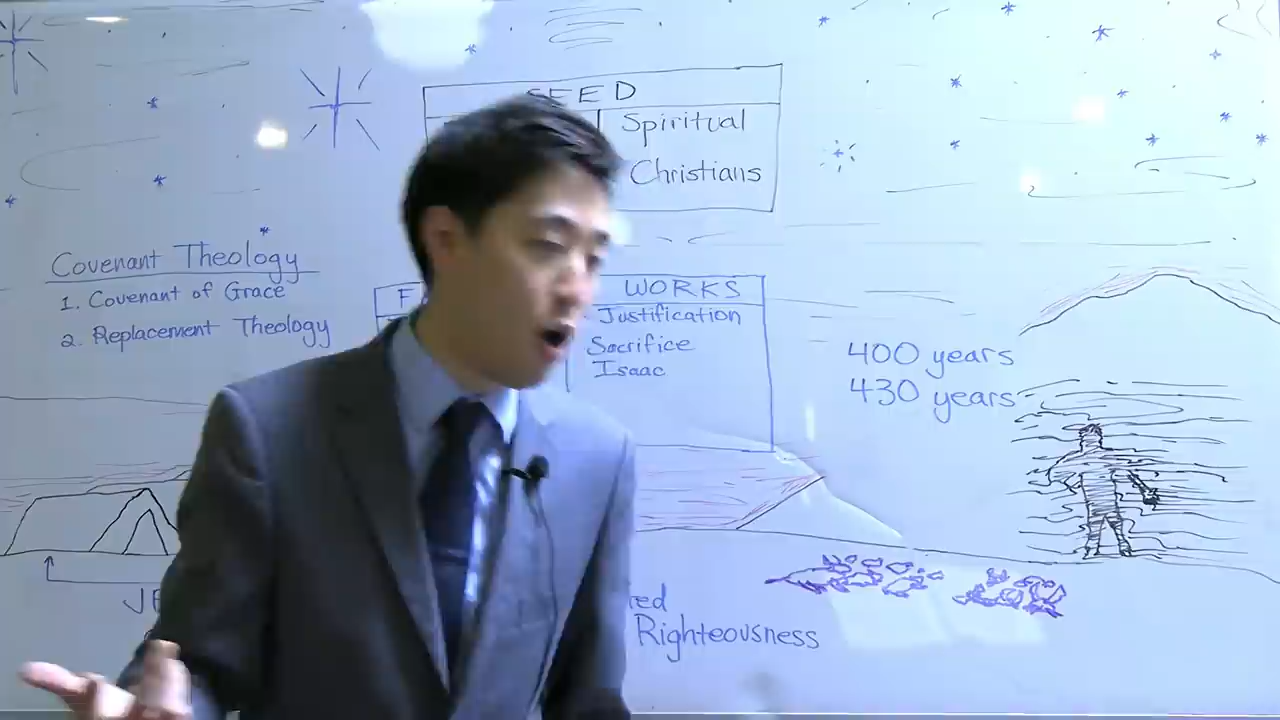 SEED
Spiritual
Christians
Covenant Theology
1. Covenant of Grace
2. Replacement Theology
F
WORKS
Justification
Sacrifice
Isaac
400 years
430 years
Righteousness